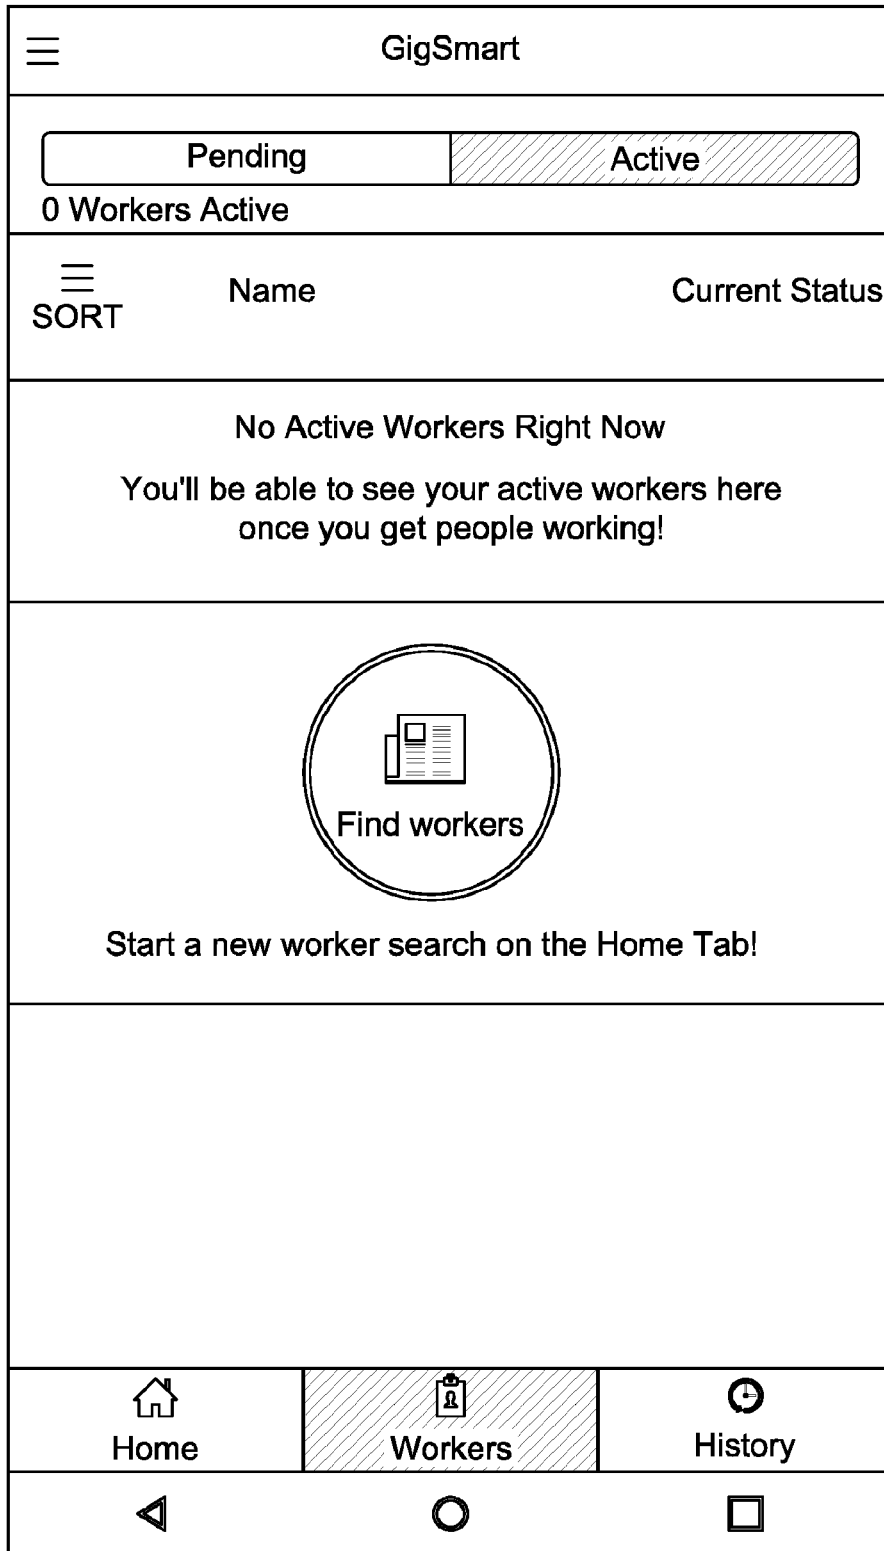 GigSmart
Pending Active
0 Workers Active
SORT Name Current Status
No Active Workers Right Now
You'll be able to see your active workers here
once you get people working!
Find workers
Start a new worker search on the Home Tab!
Home Workers History